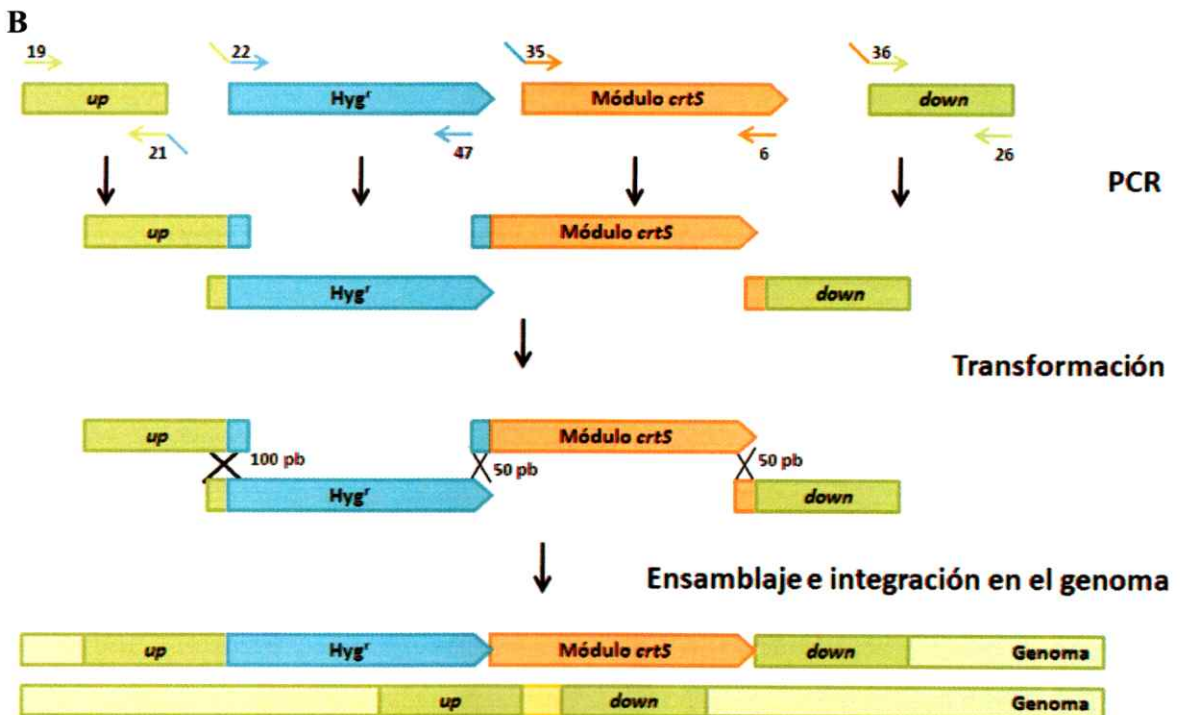 B
19 22 35 36
up Hygʳ Módulo crtS down
21 47 6 26
PCR
up Módulo crtS
Hygʳ down
Transformación
up Módulo crtS
100 pb 50 pb 50 pb
Hygʳ down
Ensamblaje e integración en el genoma
up Hygʳ Módulo crtS down Genoma
up down Genoma